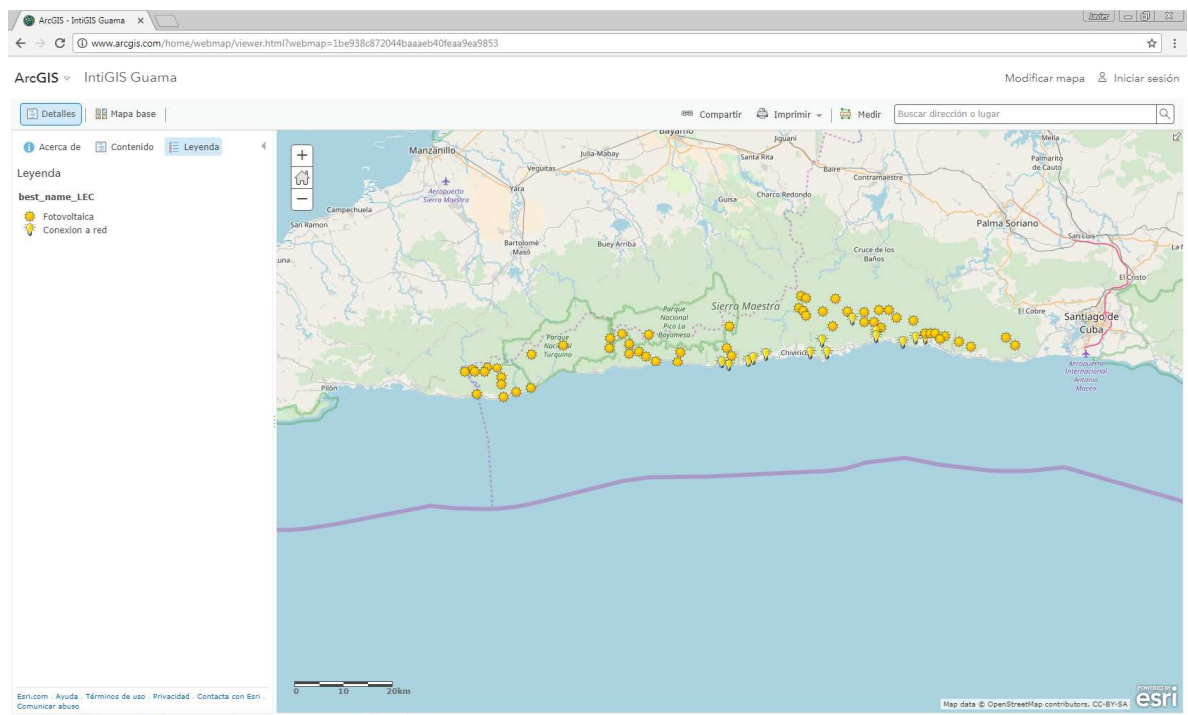 ArcGIS - IntiGIS Guama
Javier
www.arcgis.com/home/webmap/viewer.html?webmap=1be938c872044baaaeb40feaa9ea9853
ArcGIS IntiGIS Guama
Modificar mapa Iniciar sesión
Detalles Mapa base
Compartir Imprimir Medir Buscar dirección o lugar
Acerca de Contenido Leyenda
Leyenda
best_name_LEC
Fotovoltaica
Conexion a red
Bayamo
Manzanillo
Julia-Mabay
Jiguaní
Mella
Veguitas
Santa Rita
Baire
Palmarito
de Cauto
Contramaestre
Aeropuerto
Sierra Maestra
Yara
Guisa
Charco Redondo
Campechuela
San Ramon
Palma Soriano
San Luis
La
Bartolomé
Masó
Buey Arriba
Cruce de los
Baños
una
El Cristo
Parque
Nacional
Pico La
Bayamesa
Sierra Maestra
El Cobre
Santiago de
Cuba
Parque
Nacional
Turquino
Chivirico
Aeropuerto
Internacional
Antonio
Maceo
Pilón
0 10 20km
Esri.com . Ayuda . Términos de uso . Privacidad . Contacta con Esri .
Comunicar abuso
Map data © OpenStreetMap contributors, CC-BY-SA
POWERED BY
esri